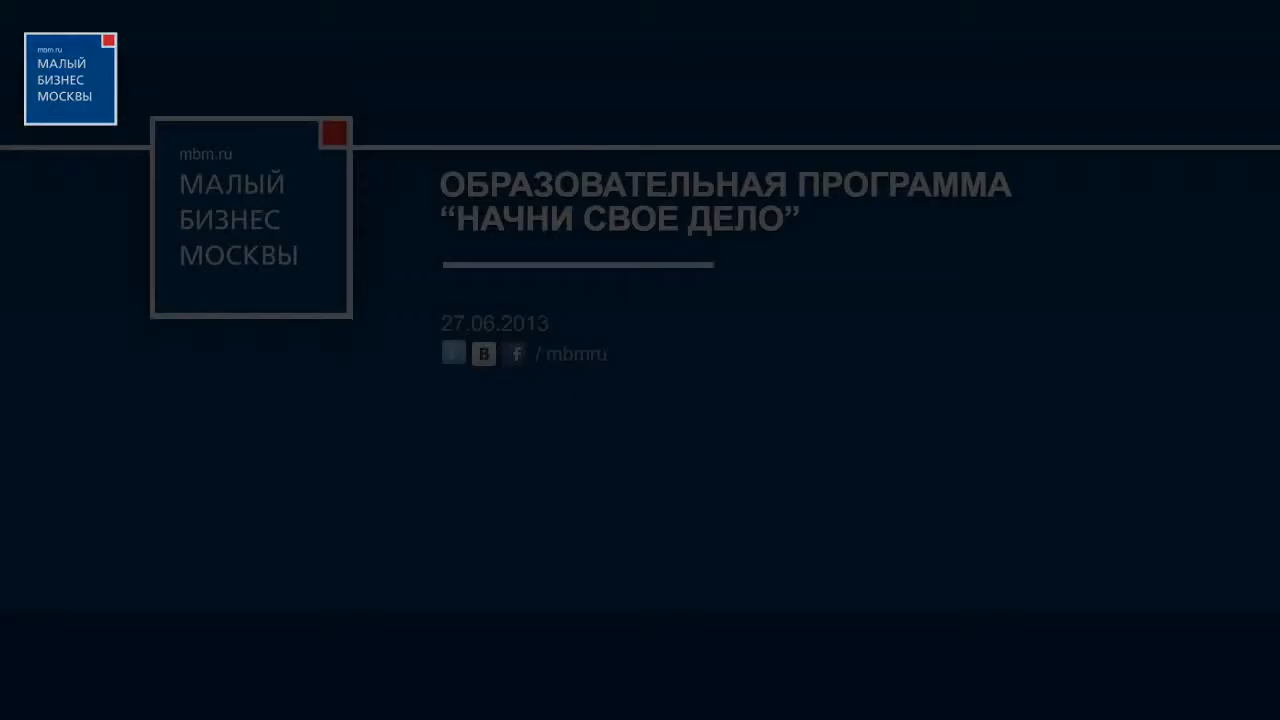 mbm.ru
МАЛЫЙ
БИЗНЕС
МОСКВЫ
mbm.ru
МАЛЫЙ
БИЗНЕС
МОСКВЫ
ОБРАЗОВАТЕЛЬНАЯ ПРОГРАММА
“НАЧНИ СВОЕ ДЕЛО”
27.06.2013
B f / mbmru